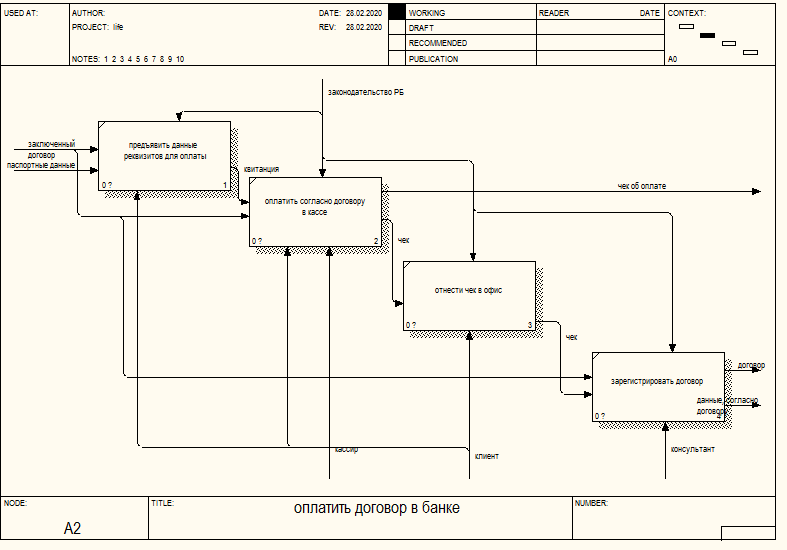 USED AT:
AUTHOR:
DATE: 28.02.2020
WORKING
READER
DATE
CONTEXT:
PROJECT: life
REV: 28.02.2020
DRAFT
RECOMMENDED
NOTES: 1 2 3 4 5 6 7 8 9 10
PUBLICATION
A0
законодательство РБ
заключенный
договор
паспортные данные
предъявить данные
реквизитов для оплаты
0 ?
1
квитанция
оплатить согласно договору
в кассе
0 ?
2
чек об оплате
чек
отнести чек в офис
0 ?
3
чек
зарегистрировать договор
0 ?
4
договор
данные согласно
договору
кассир
клиент
консультант
NODE:
A2
TITLE:
оплатить договор в банке
NUMBER: